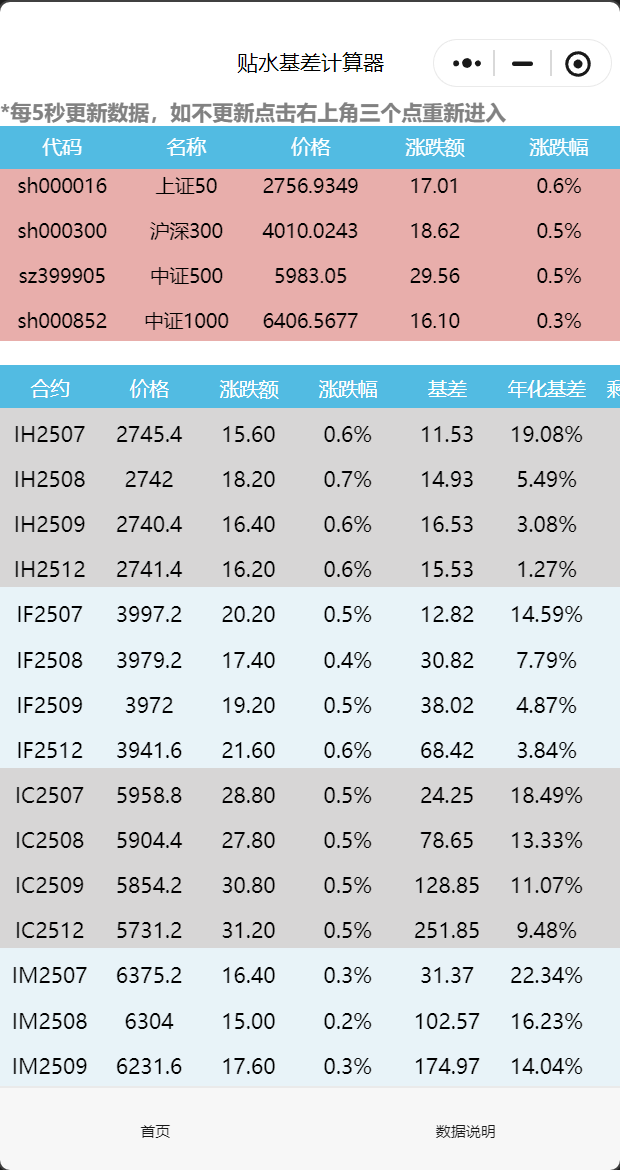 贴水基差计算器
*每5秒更新数据，如不更新点击右上角三个点重新进入
代码 名称 价格 涨跌额 涨跌幅
sh000016 上证50 2756.9349 17.01 0.6%
sh000300 沪深300 4010.0243 18.62 0.5%
sz399905 中证500 5983.05 29.56 0.5%
sh000852 中证1000 6406.5677 16.10 0.3%
合约 价格 涨跌额 涨跌幅 基差 年化基差
IH2507 2745.4 15.60 0.6% 11.53 19.08%
IH2508 2742 18.20 0.7% 14.93 5.49%
IH2509 2740.4 16.40 0.6% 16.53 3.08%
IH2512 2741.4 16.20 0.6% 15.53 1.27%
IF2507 3997.2 20.20 0.5% 12.82 14.59%
IF2508 3979.2 17.40 0.4% 30.82 7.79%
IF2509 3972 19.20 0.5% 38.02 4.87%
IF2512 3941.6 21.60 0.6% 68.42 3.84%
IC2507 5958.8 28.80 0.5% 24.25 18.49%
IC2508 5904.4 27.80 0.5% 78.65 13.33%
IC2509 5854.2 30.80 0.5% 128.85 11.07%
IC2512 5731.2 31.20 0.5% 251.85 9.48%
IM2507 6375.2 16.40 0.3% 31.37 22.34%
IM2508 6304 15.00 0.2% 102.57 16.23%
IM2509 6231.6 17.60 0.3% 174.97 14.04%
首页 数据说明